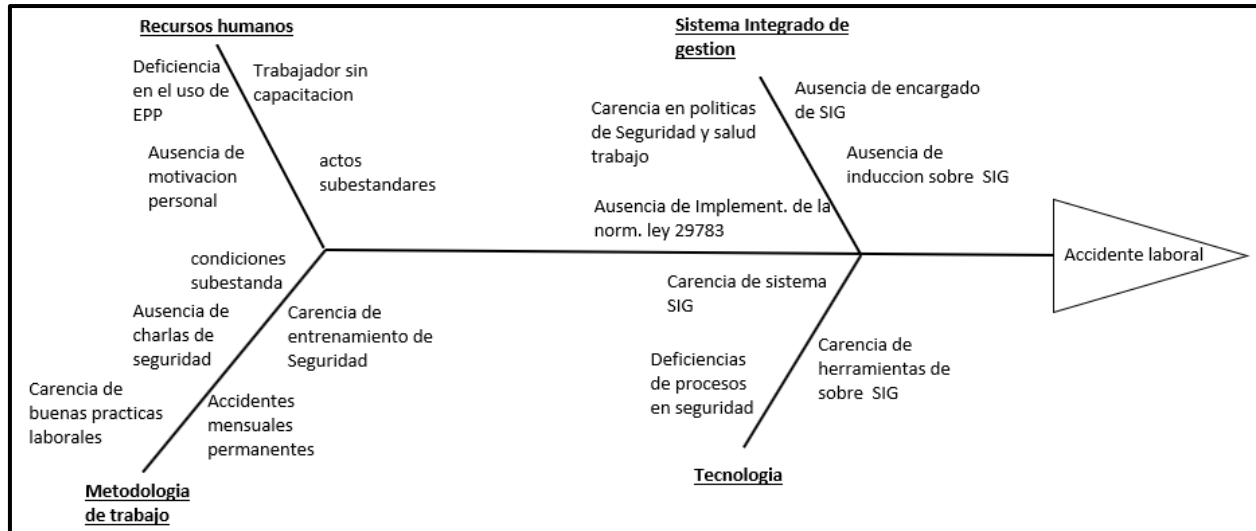 Recursos humanos
Deficiencia
en el uso de
EPP
Trabajador sin
capacitacion
Ausencia de
motivacion
personal
actos
subestandares
Sistema Integrado de
gestion
Carencia en politicas
de Seguridad y salud
trabajo
Ausencia de encargado
de SIG
Ausencia de
induccion sobre SIG
Ausencia de Implement. de la
norm. ley 29783
Accidente laboral
condiciones
subestanda
Ausencia de
charlas de
seguridad
Carencia de
entrenamiento de
Seguridad
Carencia de
buenas practicas
laborales
Accidentes
mensuales
permanentes
Metodologia
de trabajo
Carencia de sistema
SIG
Deficiencias
de procesos
en seguridad
Carencia de
herramientas de
sobre SIG
Tecnologia